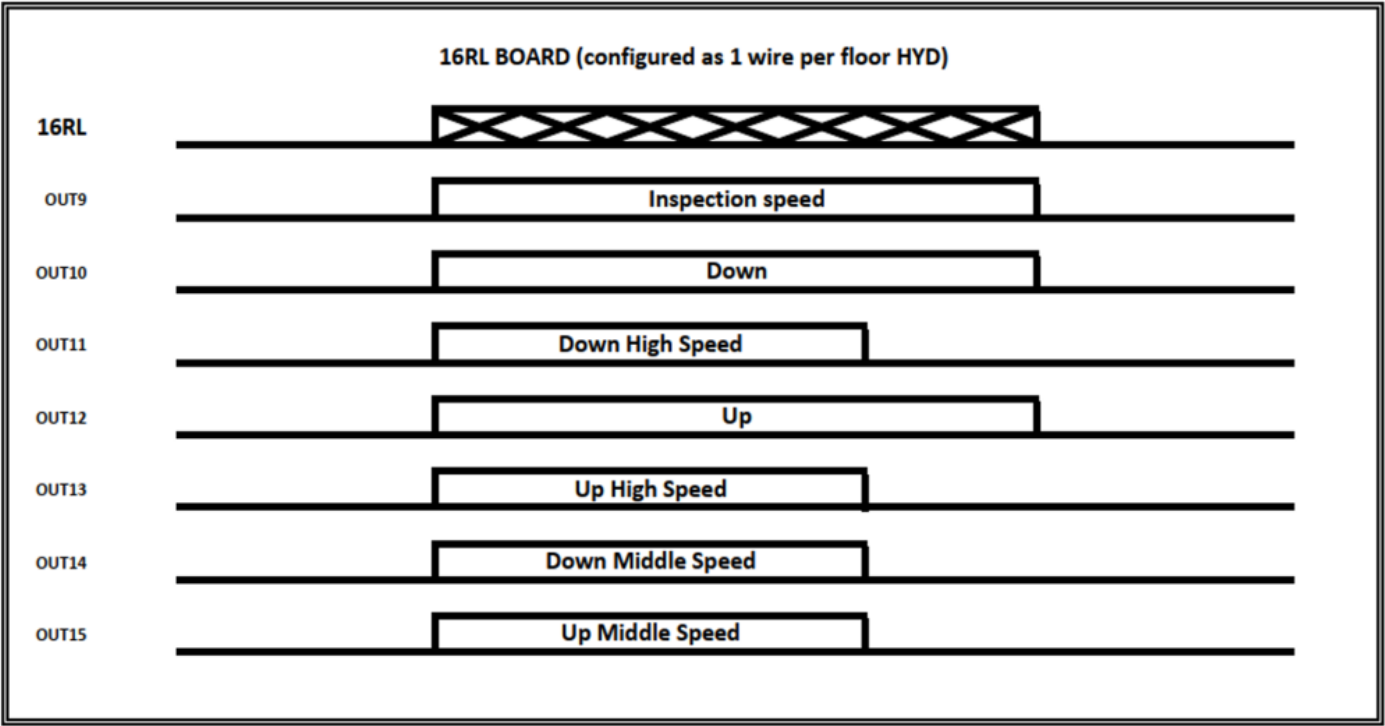 16RL BOARD (configured as 1 wire per floor HYD)
16RL
OUT9 Inspection speed
OUT10 Down
OUT11 Down High Speed
OUT12 Up
OUT13 Up High Speed
OUT14 Down Middle Speed
OUT15 Up Middle Speed